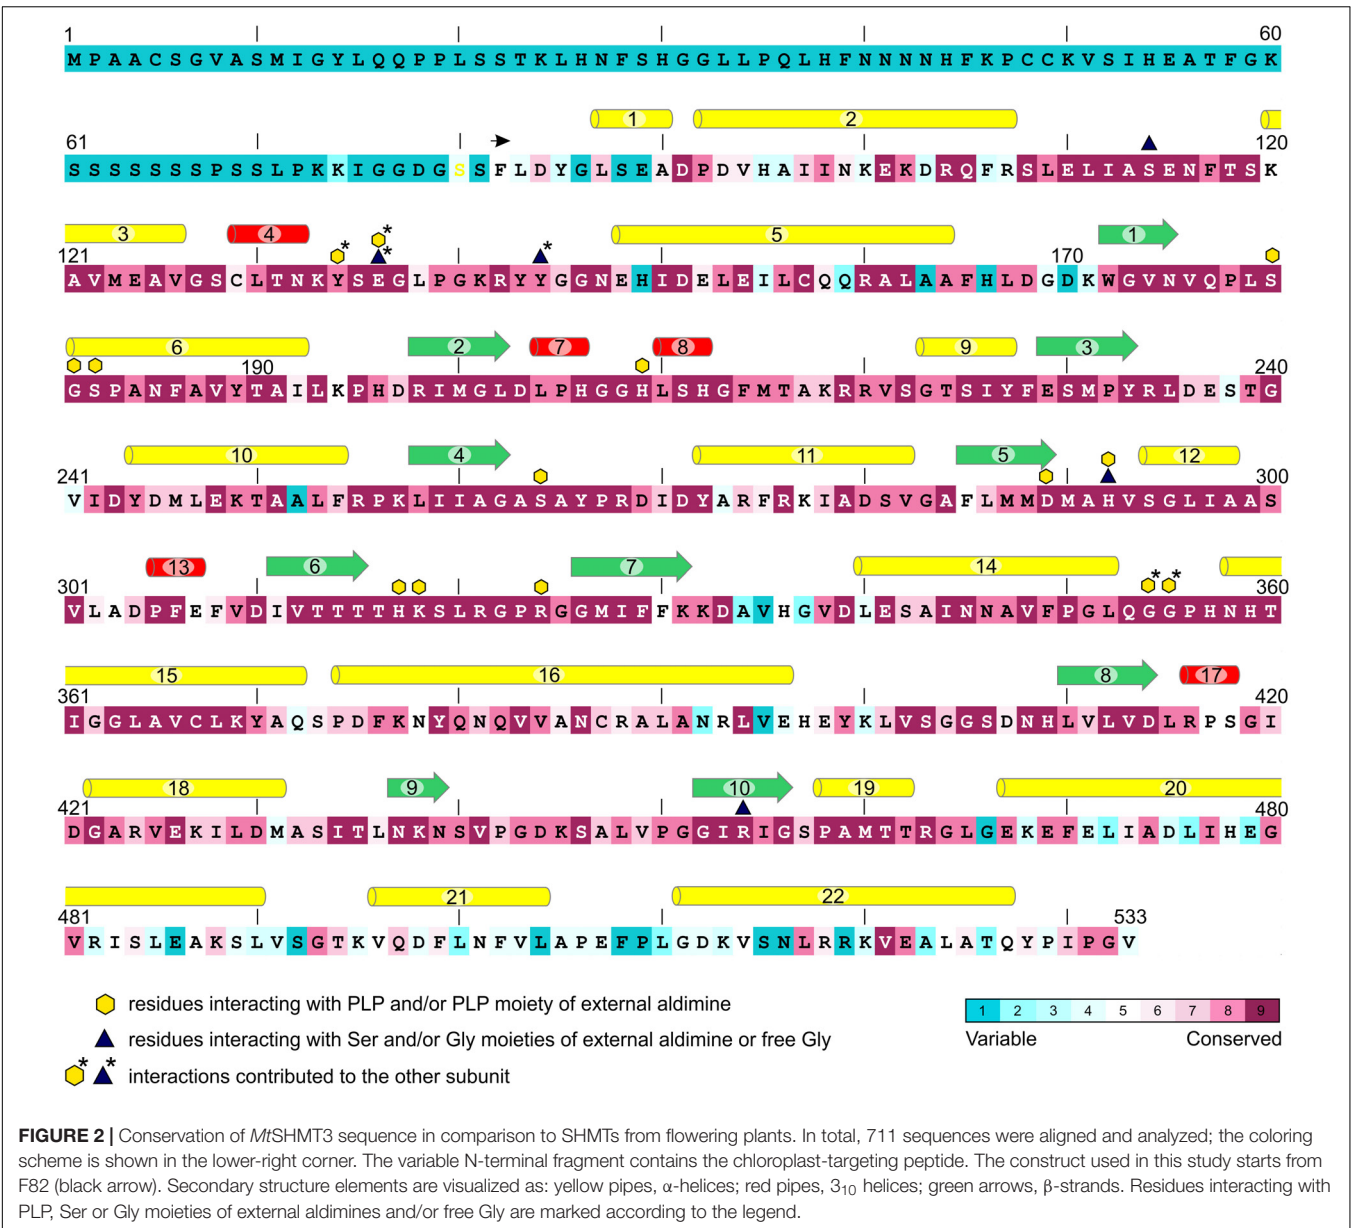 1 60
MPAACSGVASMIGYLQQPPLSSTKLHNFSHGGLLPQLHFNNNNHFKPCCKVSIHEATFGK
1 2
61 120
SSSSSSSPSSLPKKIGGDGSSFLDYGLSEADPDVHAIINKEKDRQFRSLELIASENFTSK
3 4 * * * 5 1
121 170
AVMEAVGSCLTNKYSEGLPGKRYYGGNEHIDELEILCQQRALAAFHLDGDKWGVNVQPLS
6 2 7 8 9 3
190 240
GSPANFAVYTAILKPHDRIMGLDLPHGGHLSHGFMTAKRRVSGTSIYFESMPYRLDESTG
10 4 11 5 12
241 300
VIDYDMLEKTAALFRPKLIIAGASAYPRDIDYARFRKIADSVGAFLMMDMAHVSGLIAAS
13 6 7 14 * *
301 360
VLADPFEFVDIVTTTTHKSLRGPRGGMIFFKKDAVHGVDLESAINNAVFPGLQGGPHNHT
15 16 8 17
361 420
IGGLAVCLKYAQSPDFKNYQNQVVANCRALANRLVEHEYKLVSGGSDNHLVLVDLRPSGI
18 9 10 19 20
421 480
DGARVEKILDMASITLNKNSVPGDKSALVPGGIRIGSPAMTTRGLGEKEFELIADLIHEG
21 22
481 533
VRISLEAKSLVSGTKVQDFLNFVLAPEFPLGDKVSNLRRKVEALATQYPIPGV
residues interacting with PLP and/or PLP moiety of external aldimine
residues interacting with Ser and/or Gly moieties of external aldimine or free Gly
* * interactions contributed to the other subunit
1 2 3 4 5 6 7 8 9
Variable Conserved
FIGURE 2 | Conservation of MtSHMT3 sequence in comparison to SHMTs from flowering plants. In total, 711 sequences were aligned and analyzed; the coloring
scheme is shown in the lower-right corner. The variable N-terminal fragment contains the chloroplast-targeting peptide. The construct used in this study starts from
F82 (black arrow). Secondary structure elements are visualized as: yellow pipes, α-helices; red pipes, 3₁₀ helices; green arrows, β-strands. Residues interacting with
PLP, Ser or Gly moieties of external aldimines and/or free Gly are marked according to the legend.